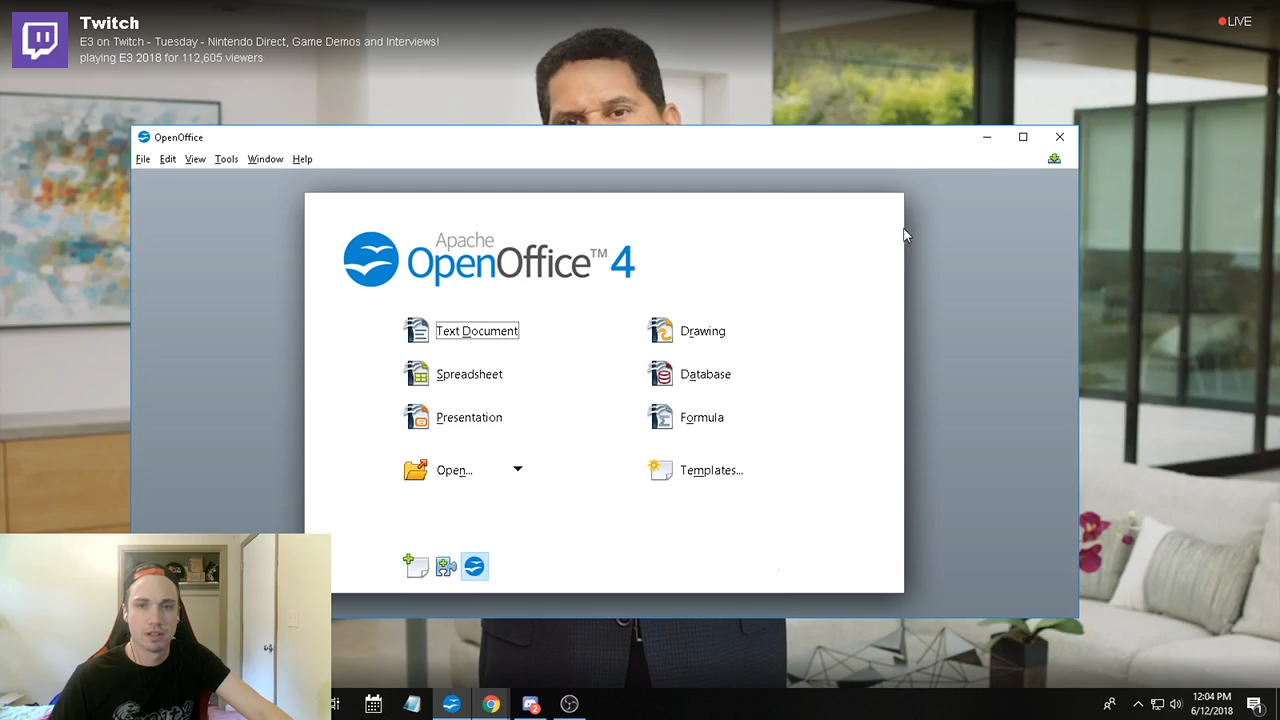 Twitch
E3 on Twitch - Tuesday - Nintendo Direct, Game Demos and Interviews!
playing E3 2018 for 112,605 viewers
LIVE
OpenOffice
File Edit View Tools Window Help
Apache
OpenOffice™ 4
Text Document
Drawing
Spreadsheet
Database
Presentation
Formula
Open...
Templates...
2
12:04 PM
6/12/2018
1